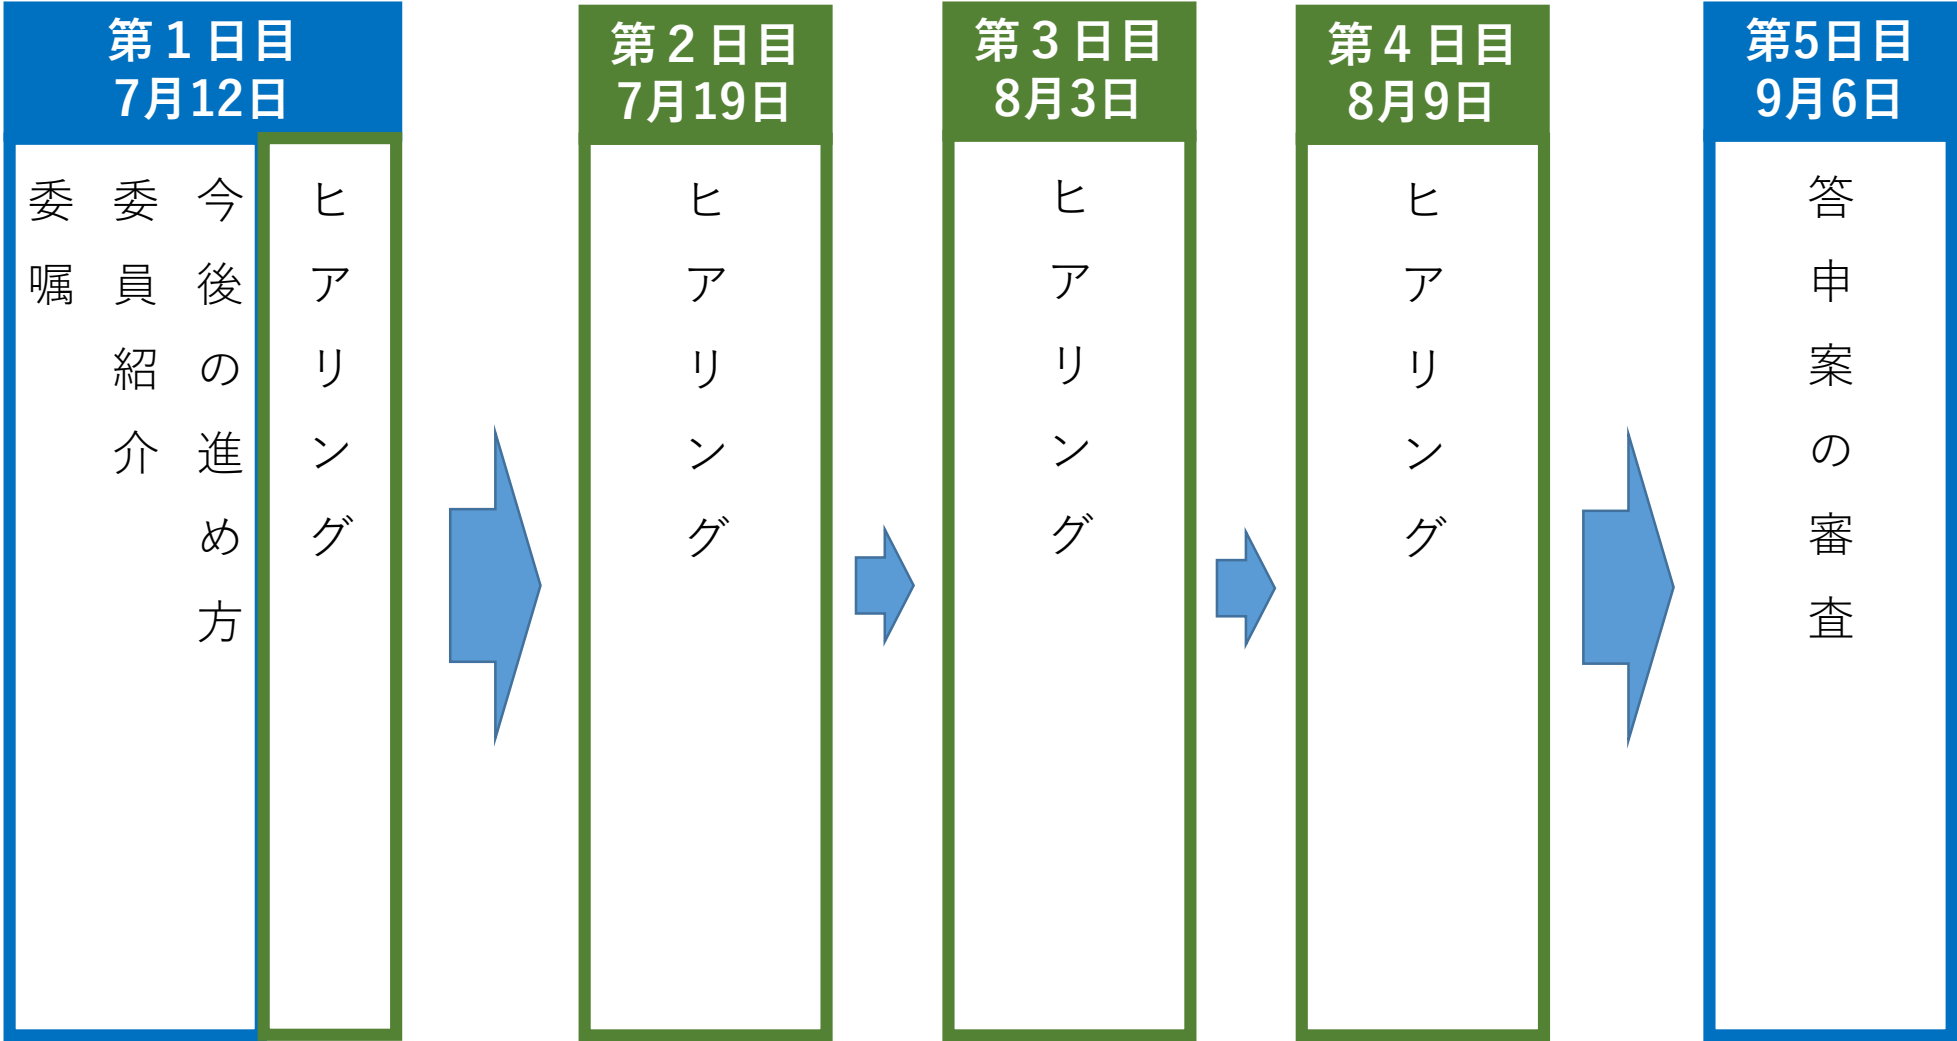 第１日目
7月12日
委嘱
委員紹介
今後の進め方
ヒアリング
第２日目
7月19日
ヒアリング
第３日目
8月3日
ヒアリング
第４日目
8月9日
ヒアリング
第5日目
9月6日
答申案の審査